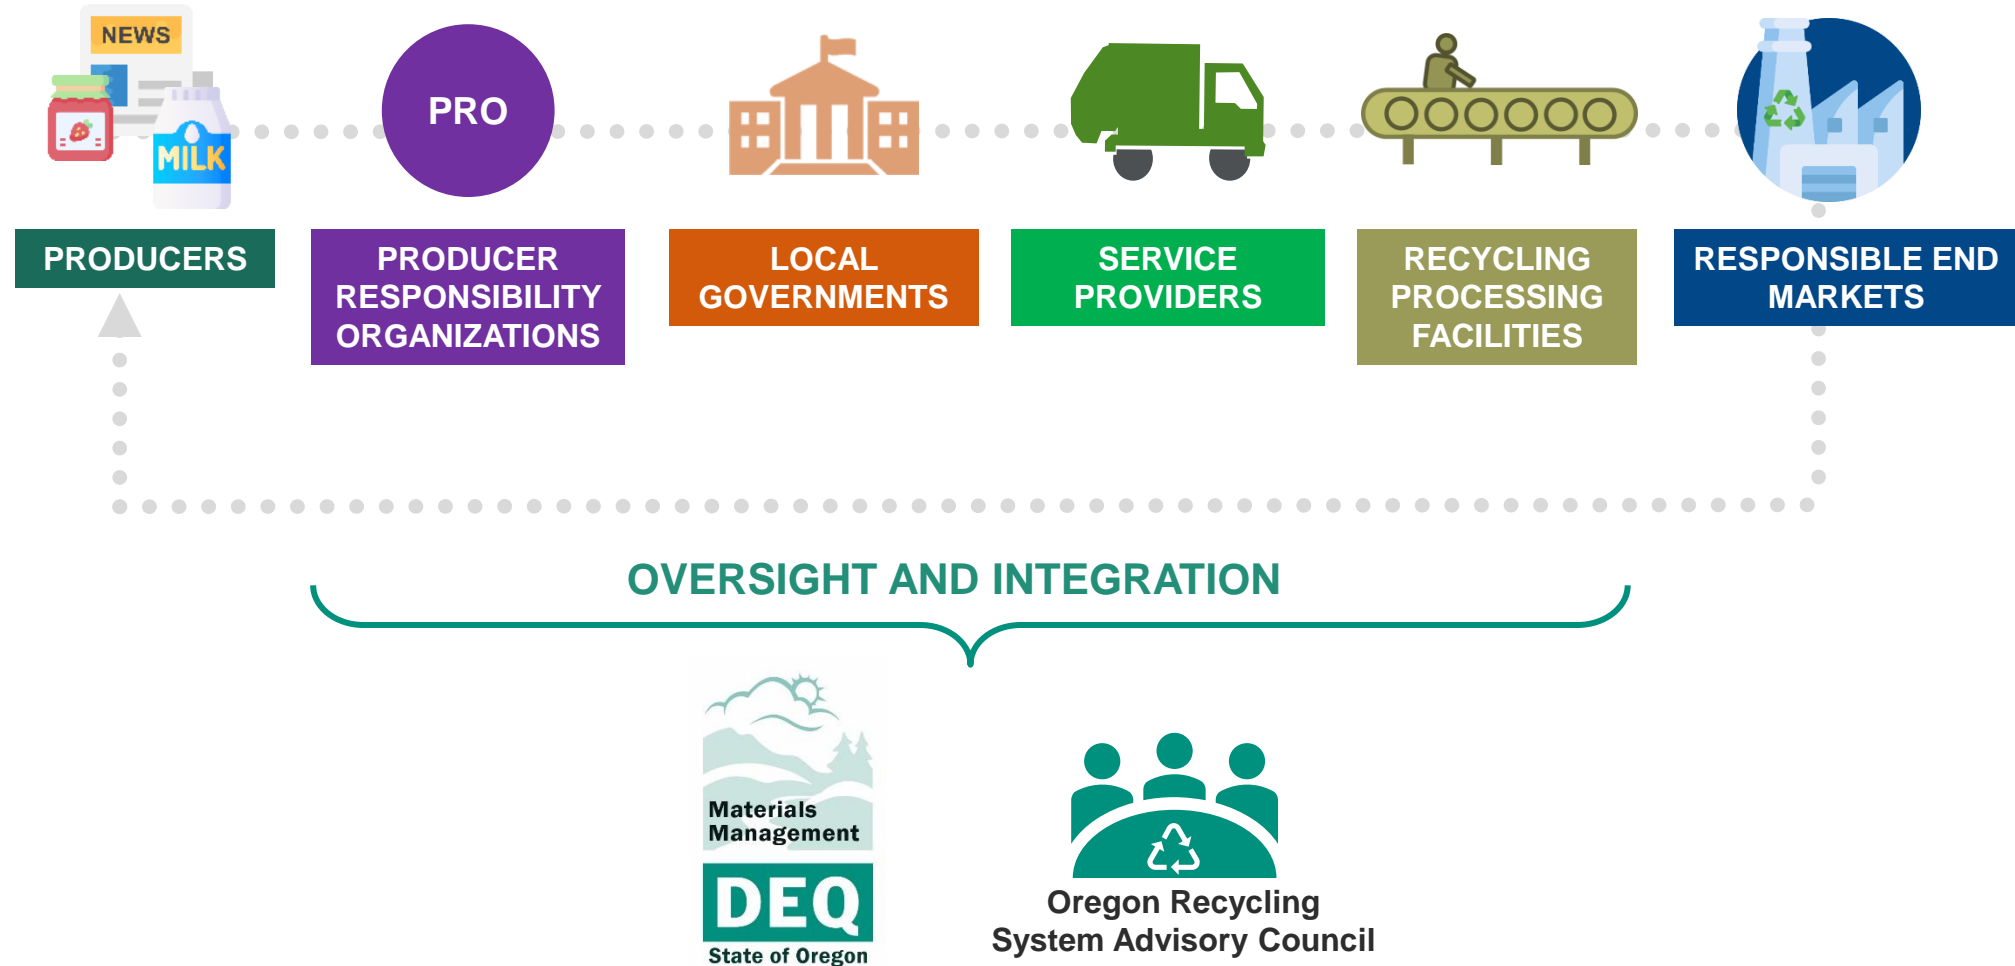 NEWS
MILK
PRO
PRODUCERS
PRODUCER
RESPONSIBILITY
ORGANIZATIONS
LOCAL
GOVERNMENTS
SERVICE
PROVIDERS
RECYCLING
PROCESSING
FACILITIES
RESPONSIBLE END
MARKETS
OVERSIGHT AND INTEGRATION
Materials
Management
DEQ
State of Oregon
Oregon Recycling
System Advisory Council